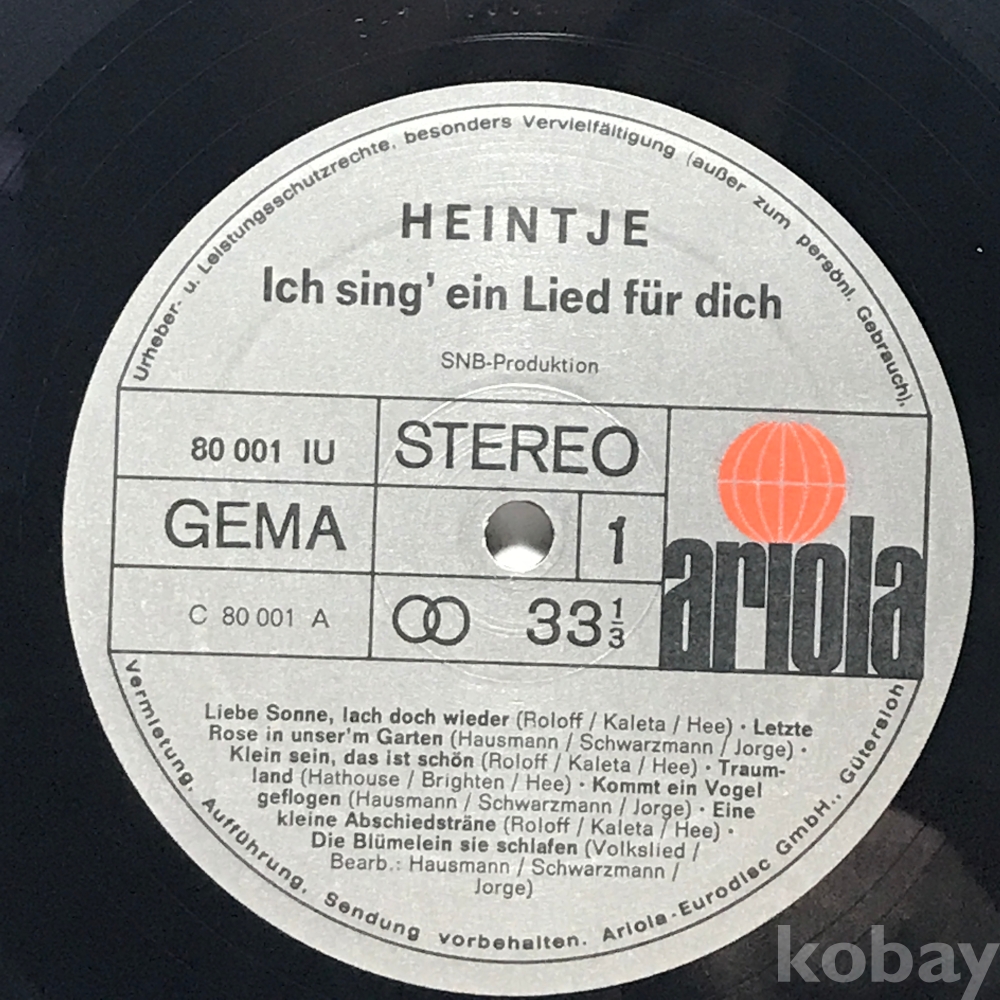 Urheber- u. Leistungsschutzrechte, besonders Vervielfältigung (außer zum persönl. Gebrauch),
HEINTJE
Ich sing' ein Lied für dich
SNB-Produktion
80 001 IU
STEREO
GEMA
1
C 80 001 A
33 1/3
ariola
Liebe Sonne, lach doch wieder (Roloff / Kaleta / Hee) · Letzte
Rose in unser'm Garten (Hausmann / Schwarzmann / Jorge) ·
Klein sein, das ist schön (Roloff / Kaleta / Hee) · Traum-
land (Hathouse / Brighten / Hee) · Kommt ein Vogel
geflogen (Hausmann / Schwarzmann / Jorge) · Eine
kleine Abschiedsträne (Roloff / Kaleta / Hee) ·
Die Blümelein sie schlafen (Volkslied /
Bearb.: Hausmann / Schwarzmann /
Jorge)
Vermietung, Aufführung, Sendung vorbehalten. Ariola-Eurodisc GmbH., Gütersloh
kobay